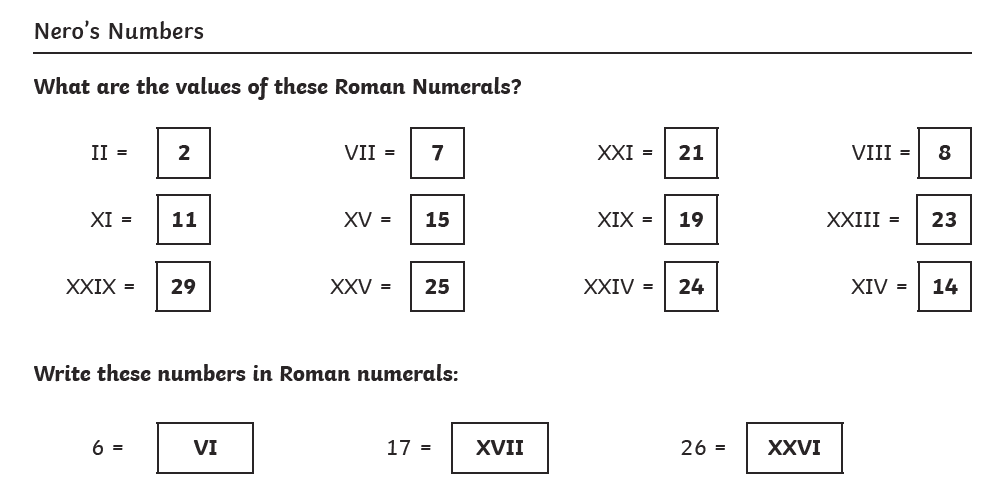 Nero's Numbers
What are the values of these Roman Numerals?
II = 2 VII = 7 XXI = 21 VIII = 8
XI = 11 XV = 15 XIX = 19 XXIII = 23
XXIX = 29 XXV = 25 XXIV = 24 XIV = 14
Write these numbers in Roman numerals:
6 = VI 17 = XVII 26 = XXVI